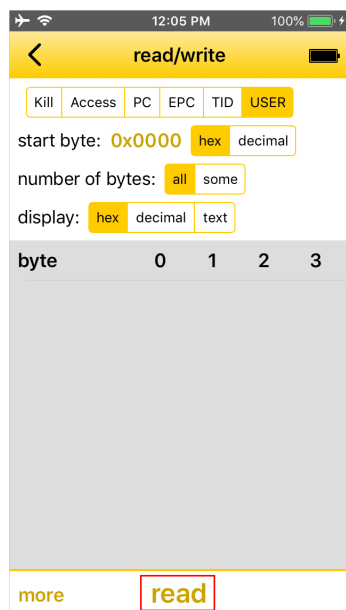 12:05 PM 100%
read/write
Kill Access PC EPC TID USER
start byte: 0x0000 hex decimal
number of bytes: all some
display: hex decimal text
byte 0 1 2 3
more read